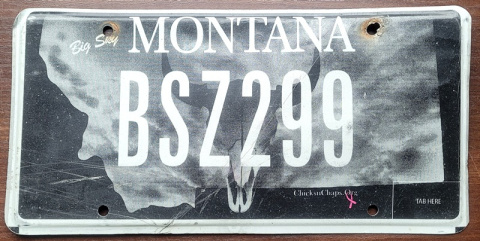 Big Sky MONTANA
BSZ299
ChicksnChaps.Org
TAB HERE